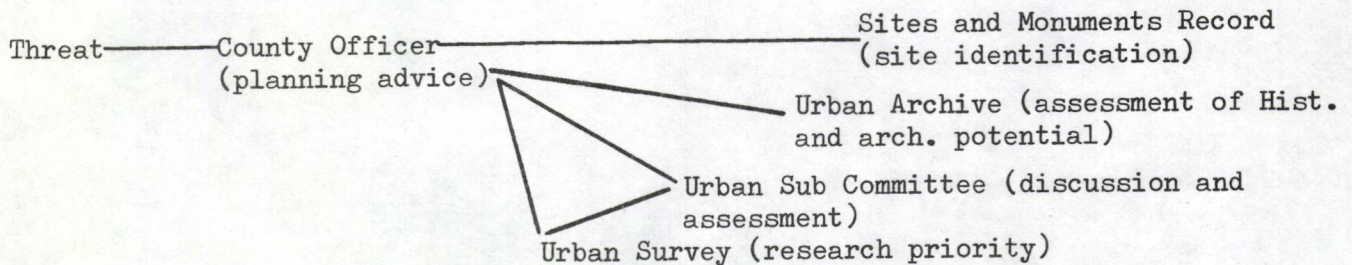 Threat
County Officer
(planning advice)
Sites and Monuments Record
(site identification)
Urban Archive (assessment of Hist.
and arch. potential)
Urban Sub Committee (discussion and
assessment)
Urban Survey (research priority)